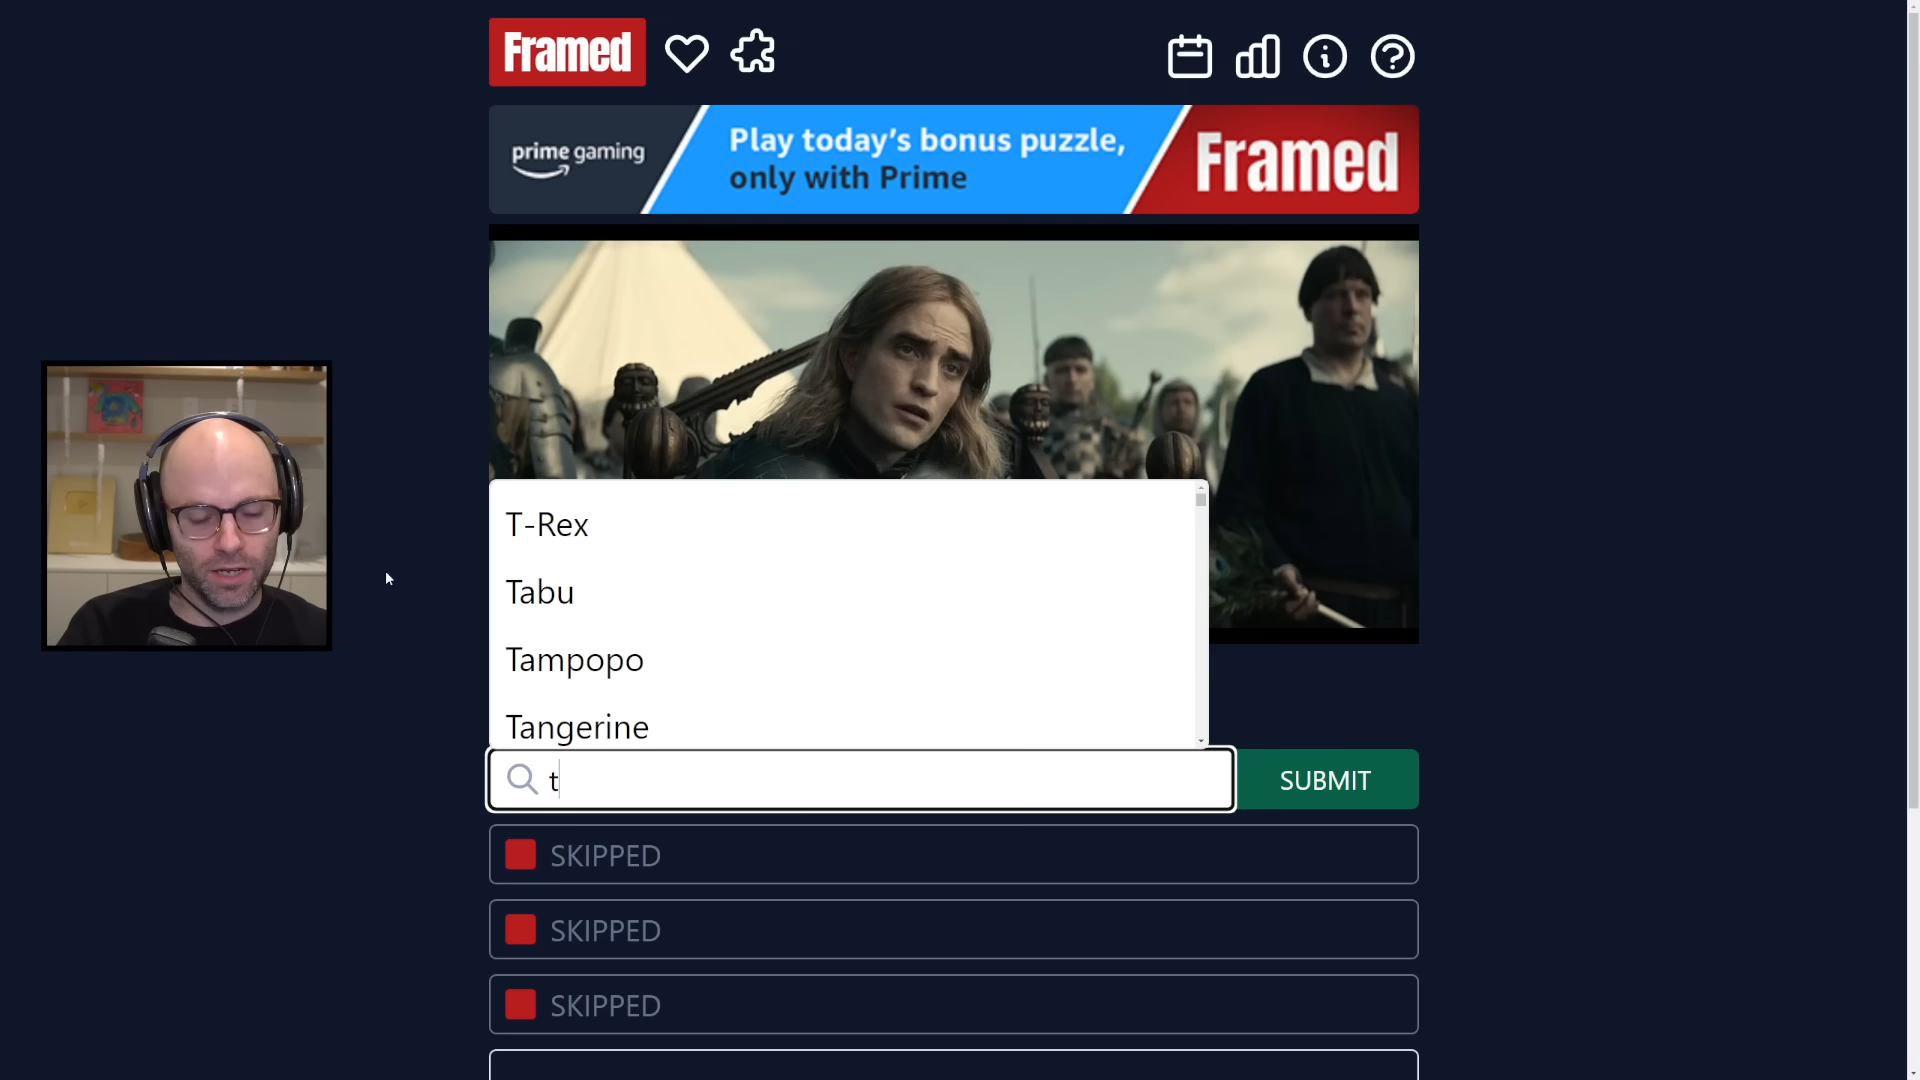 Framed
prime gaming
Play today's bonus puzzle,
only with Prime
Framed
T-Rex
Tabu
Tampopo
Tangerine
t
SUBMIT
SKIPPED
SKIPPED
SKIPPED